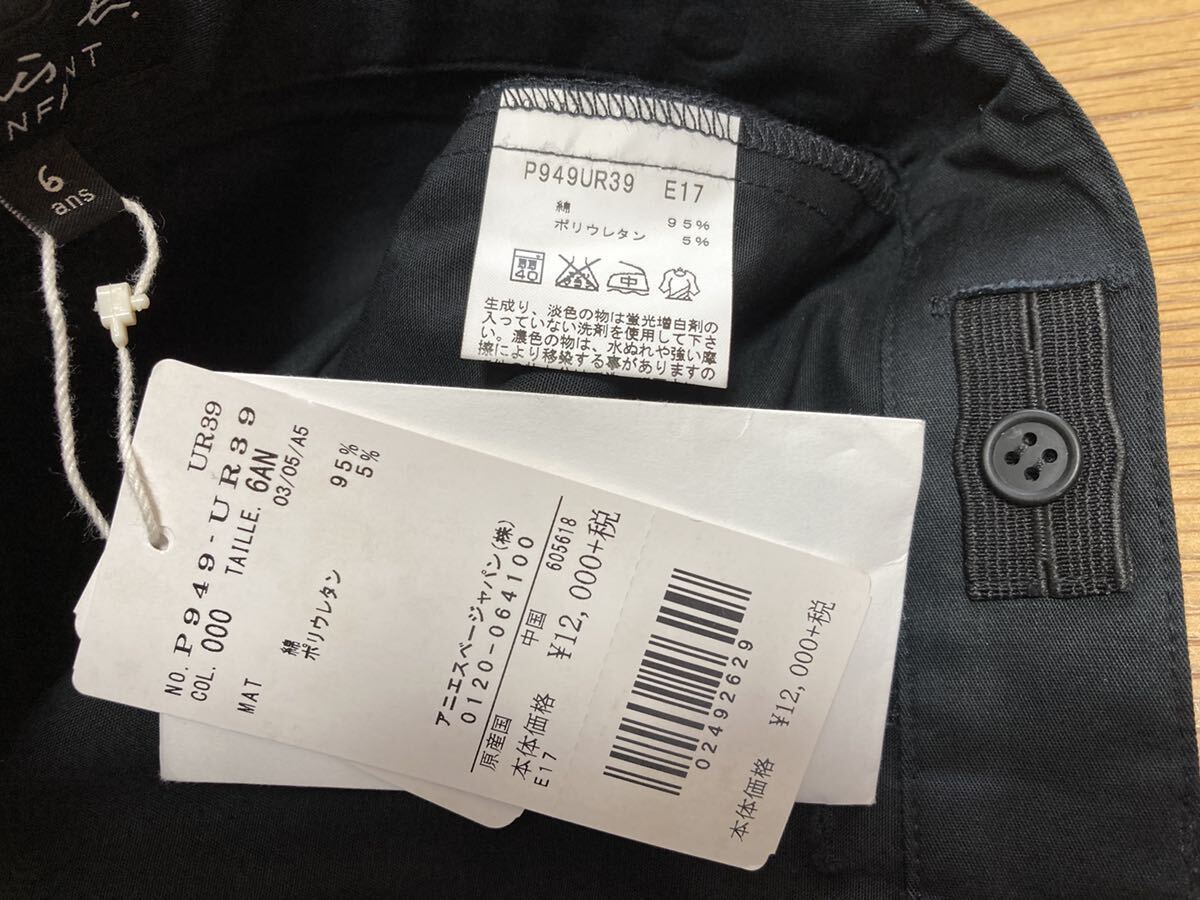 is b.
NFANT
6
ans
P949UR39 E17
綿 95%
ポリウレタン 5%
40
中
生成り、淡色の物は蛍光増白剤の
入っていない洗剤を使用して下さ
い。濃色の物は、水ぬれや強い摩
擦により移染する事がありますの
UR39
NO. P949-UR39
COL. 000 TAILLE. 6AN
03/05/A5
MAT
綿 95%
ポリウレタン 5%
アニエスベージャパン(株)
0120-064100
原産国 中国 605618
本体価格 ¥12,000+税
E17
02492629
本体価格 ¥12,000+税